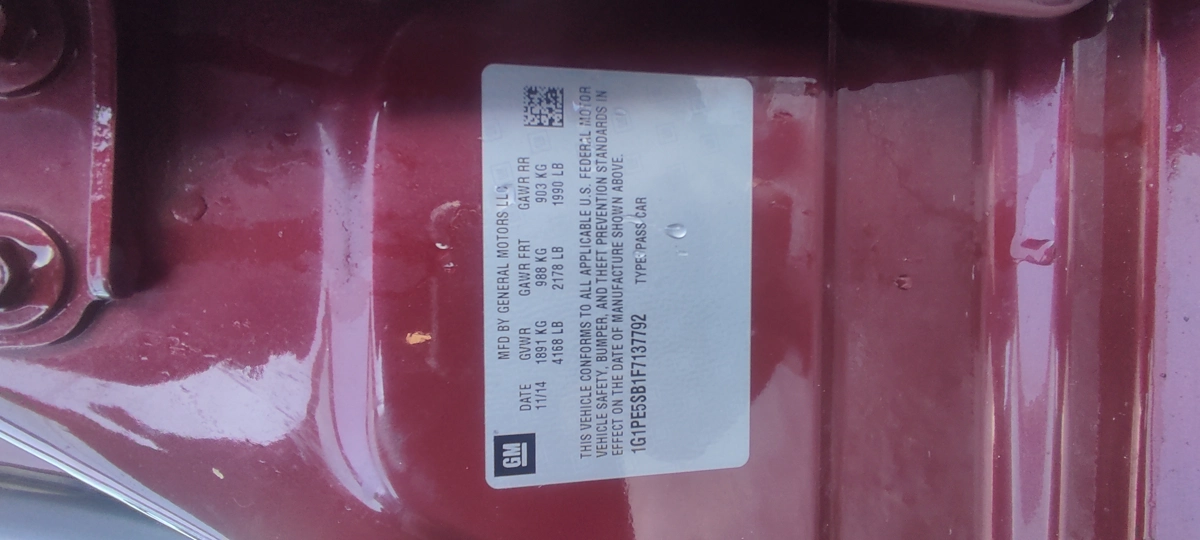 GM
MFD BY GENERAL MOTORS LLC
DATE GVWR GAWR FRT GAWR RR
11/14 1891 KG 988 KG 903 KG
4168 LB 2178 LB 1990 LB
THIS VEHICLE CONFORMS TO ALL APPLICABLE U.S. FEDERAL MOTOR
VEHICLE SAFETY, BUMPER, AND THEFT PREVENTION STANDARDS IN
EFFECT ON THE DATE OF MANUFACTURE SHOWN ABOVE.
1G1PE5SB1F7137792 TYPE: PASS CAR